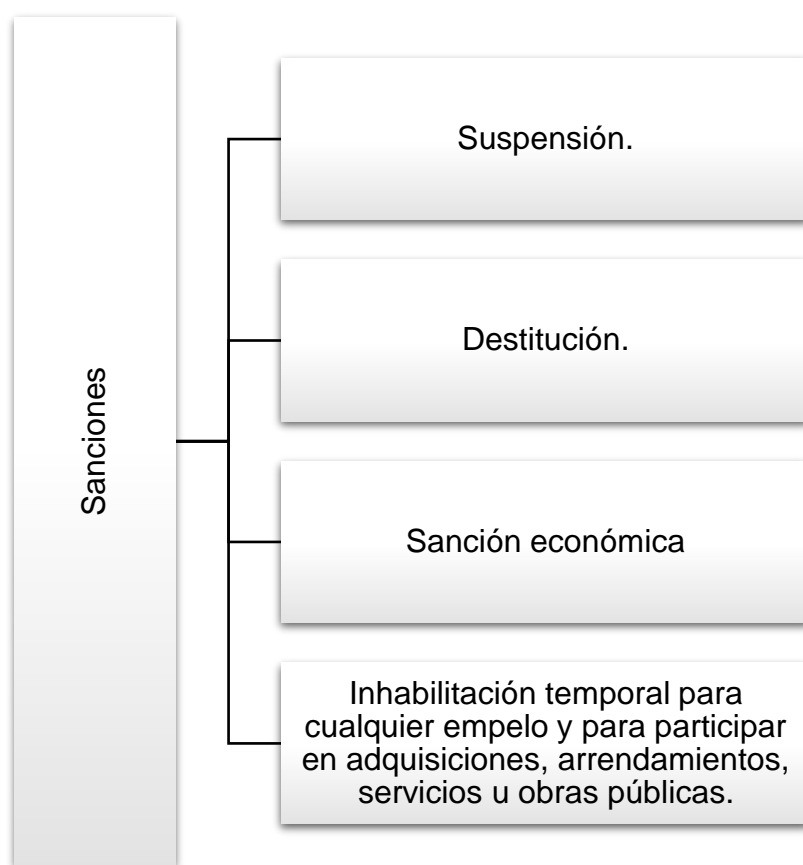 Sanciones
Suspensión.
Destitución.
Sanción económica
Inhabilitación temporal para
cualquier empelo y para participar
en adquisiciones, arrendamientos,
servicios u obras públicas.